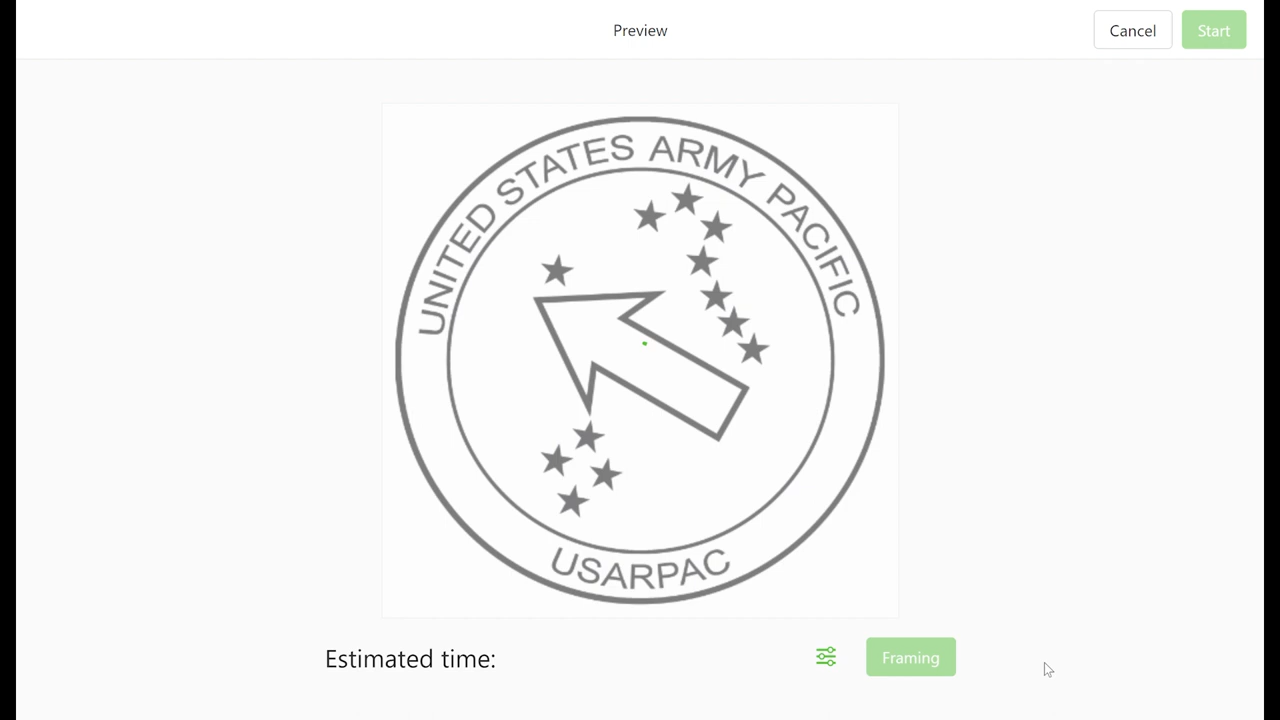 Preview
Cancel
Start
UNITED STATES ARMY PACIFIC
USARPAC
Estimated time:
Framing